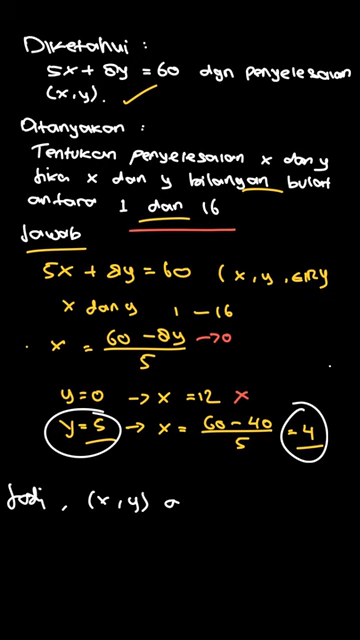 Diketahui :
5x + 8y = 60 dgn penyelesaian
(x,y). ✓
Ditanyakan :
Tentukan penyelesaian x dan y
jika x dan y bilangan bulat
antara 1 dan 16
Jawab
5x + 8y = 60 (x,y,
x dan y 1 - 16
x = (60 - 8y)/5 → 0
y = 0 → x = 12 ×
y = 5 → x = (60 - 40)/5 = 4
Jadi, (x,y) a